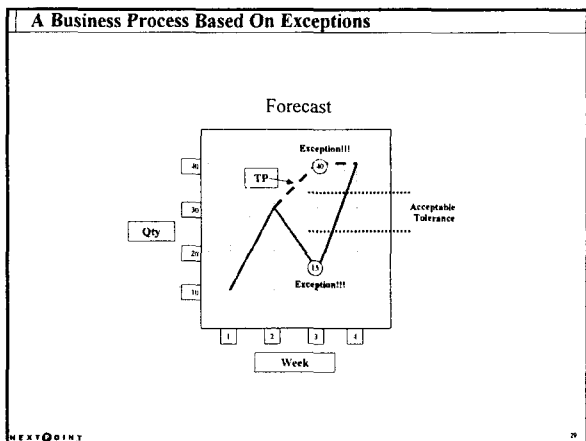 A Business Process Based On Exceptions
Forecast
Exception!!!
40
40
TP
30
Acceptable
Tolerance
Qty
20
15
Exception!!!
10
1 2 3 4
Week
NEXTPOINT
29